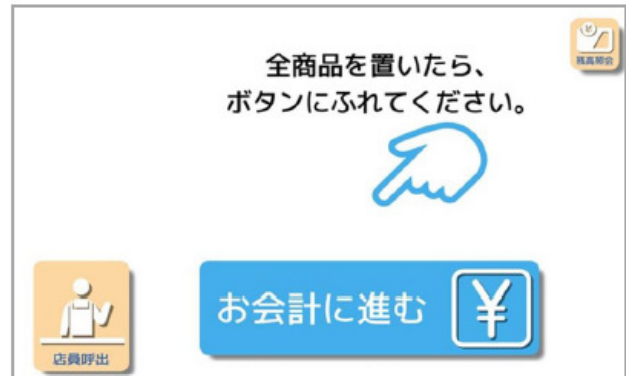 全商品を置いたら、
ボタンにふれてください。
残高照会
お会計に進む ¥
店員呼出